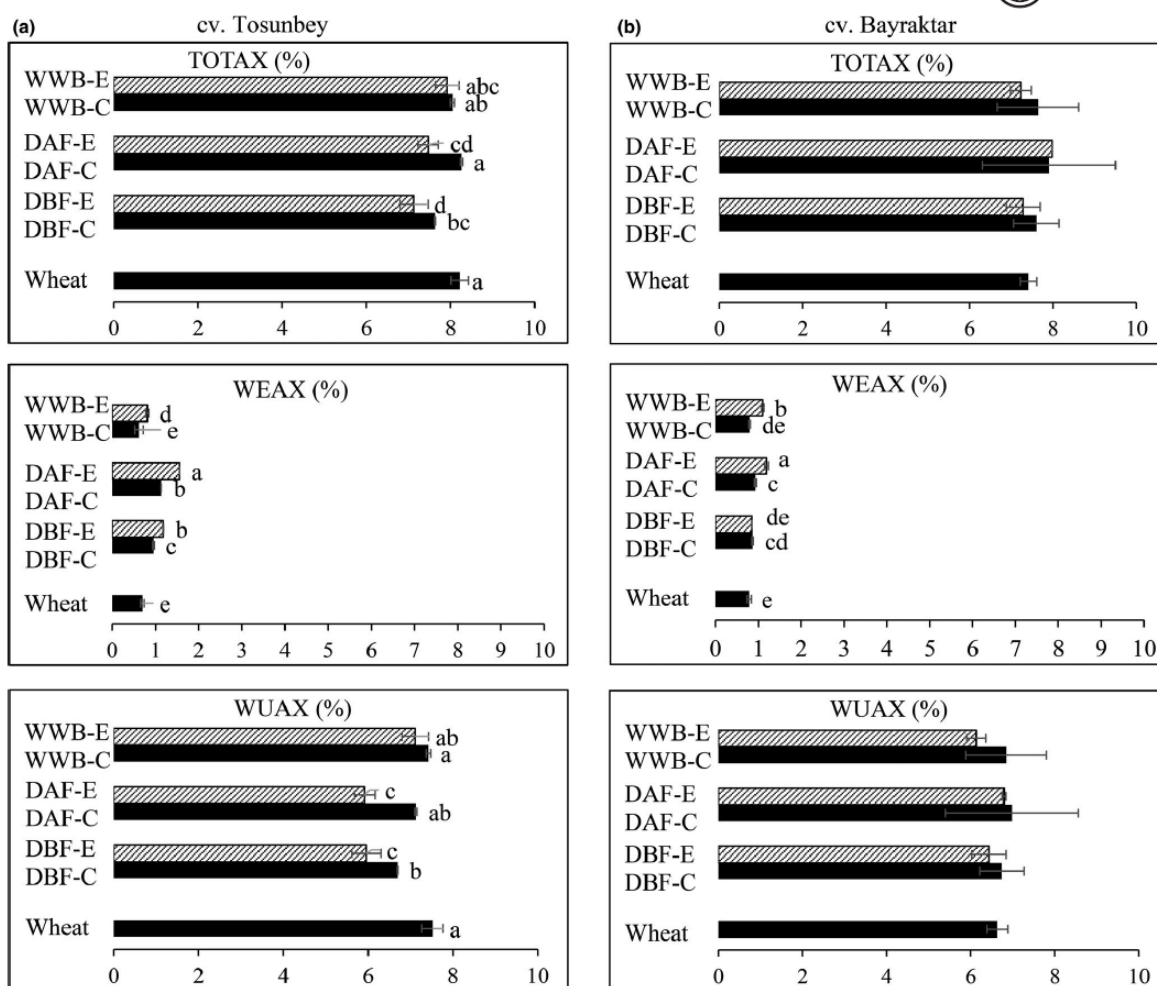 (a) cv. Tosunbey
TOTAX (%)
WWB-E abc
WWB-C ab
DAF-E cd
DAF-C a
DBF-E d
DBF-C bc
Wheat a
0 2 4 6 8 10
WEAX (%)
WWB-E d
WWB-C e
DAF-E a
DAF-C b
DBF-E b
DBF-C c
Wheat e
0 1 2 3 4 5 6 7 8 9 10
WUAX (%)
WWB-E ab
WWB-C a
DAF-E c
DAF-C ab
DBF-E c
DBF-C b
Wheat a
0 2 4 6 8 10
(b) cv. Bayraktar
TOTAX (%)
WWB-E
WWB-C
DAF-E
DAF-C
DBF-E
DBF-C
Wheat
0 2 4 6 8 10
WEAX (%)
WWB-E b
WWB-C de
DAF-E a
DAF-C c
DBF-E de
DBF-C cd
Wheat e
0 1 2 3 4 5 6 7 8 9 10
WUAX (%)
WWB-E
WWB-C
DAF-E
DAF-C
DBF-E
DBF-C
Wheat
0 2 4 6 8 10